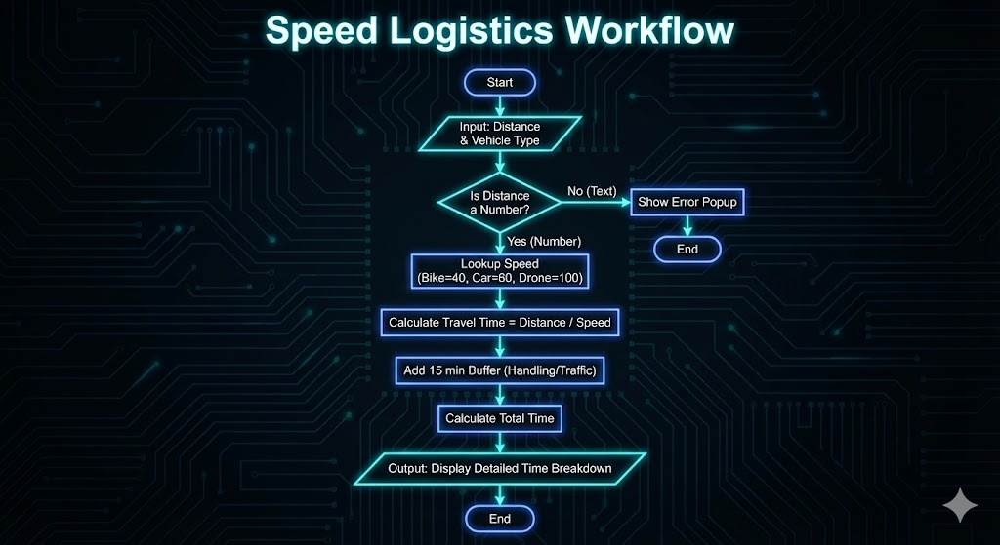 Speed Logistics Workflow
Start
Input: Distance
& Vehicle Type
Is Distance
a Number?
No (Text)
Show Error Popup
End
Yes (Number)
Lookup Speed
(Bike=40, Car=60, Drone=100)
Calculate Travel Time = Distance / Speed
Add 15 min Buffer (Handling/Traffic)
Calculate Total Time
Output: Display Detailed Time Breakdown
End